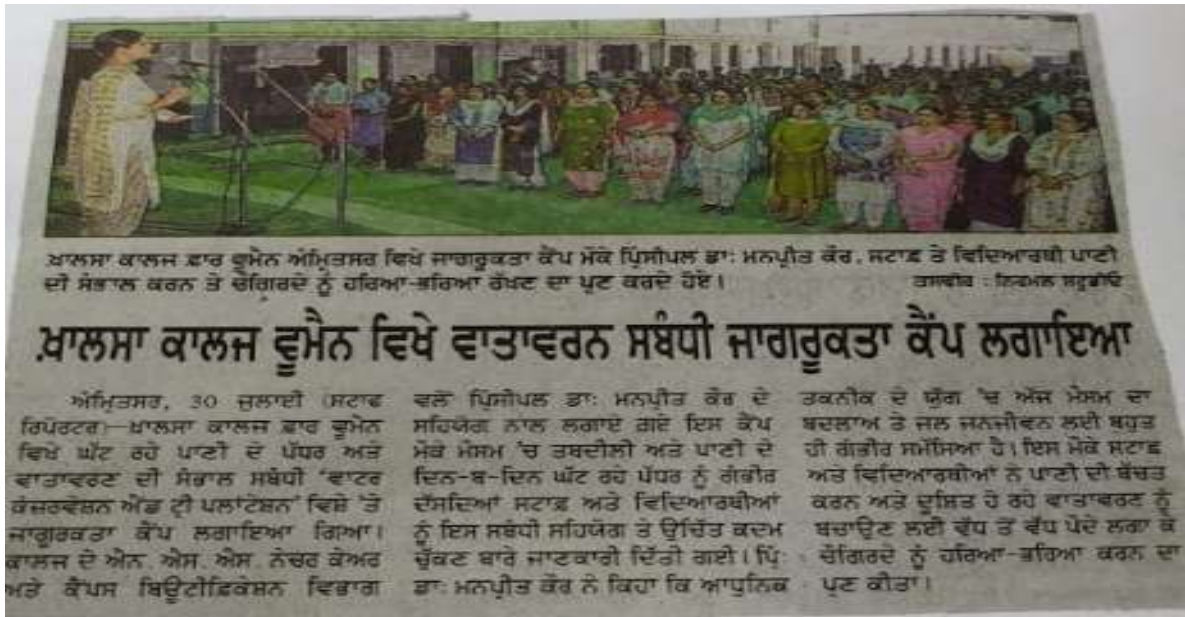 ਖ਼ਾਲਸਾ ਕਾਲਜ ਫ਼ਾਰ ਵੂਮੈਨ ਅੰਮ੍ਰਿਤਸਰ ਵਿਖੇ ਜਾਗਰੂਕਤਾ ਕੈਂਪ ਮੌਕੇ ਪ੍ਰਿੰਸੀਪਲ ਡਾ: ਮਨਪ੍ਰੀਤ ਕੌਰ, ਸਟਾਫ਼ ਤੇ ਵਿਦਿਆਰਥੀ ਪਾਣੀ
ਦੀ ਸੰਭਾਲ ਕਰਨ ਤੇ ਚੌਗਿਰਦੇ ਨੂੰ ਹਰਿਆ-ਭਰਿਆ ਰੱਖਣ ਦਾ ਪ੍ਰਣ ਕਰਦੇ ਹੋਏ।
ਤਸਵੀਰ : ਨਿਰਮਲ ਸਟੂਡੀਓ
ਖ਼ਾਲਸਾ ਕਾਲਜ ਵੂਮੈਨ ਵਿਖੇ ਵਾਤਾਵਰਨ ਸਬੰਧੀ ਜਾਗਰੂਕਤਾ ਕੈਂਪ ਲਗਾਇਆ
ਅੰਮ੍ਰਿਤਸਰ, 30 ਜੁਲਾਈ (ਸਟਾਫ
ਰਿਪੋਰਟਰ)—ਖ਼ਾਲਸਾ ਕਾਲਜ ਫ਼ਾਰ ਵੂਮੈਨ
ਵਿਖੇ ਘੱਟ ਰਹੇ ਪਾਣੀ ਦੇ ਪੱਧਰ ਅਤੇ
ਵਾਤਾਵਰਣ ਦੀ ਸੰਭਾਲ ਸਬੰਧੀ 'ਵਾਟਰ
ਕੰਜ਼ਰਵੇਸ਼ਨ ਐਂਡ ਟ੍ਰੀ ਪਲਾਂਟੇਸ਼ਨ' ਵਿਸ਼ੇ 'ਤੇ
ਜਾਗਰੂਕਤਾ ਕੈਂਪ ਲਗਾਇਆ ਗਿਆ।
ਕਾਲਜ ਦੇ ਐਨ. ਐਸ. ਐਸ. ਨੇਚਰ ਕੇਅਰ
ਅਤੇ ਕੈਂਪਸ ਬਿਊਟੀਫ਼ਿਕੇਸ਼ਨ ਵਿਭਾਗ
ਵਲੋਂ ਪ੍ਰਿੰਸੀਪਲ ਡਾ: ਮਨਪ੍ਰੀਤ ਕੌਰ ਦੇ
ਸਹਿਯੋਗ ਨਾਲ ਲਗਾਏ ਗਏ ਇਸ ਕੈਂਪ
ਮੌਕੇ ਮੌਸਮ 'ਚ ਤਬਦੀਲੀ ਅਤੇ ਪਾਣੀ ਦੇ
ਦਿਨ-ਬ-ਦਿਨ ਘੱਟ ਰਹੇ ਪੱਧਰ ਨੂੰ ਗੰਭੀਰ
ਦੱਸਦਿਆਂ ਸਟਾਫ਼ ਅਤੇ ਵਿਦਿਆਰਥੀਆਂ
ਨੂੰ ਇਸ ਸਬੰਧੀ ਸਹਿਯੋਗ ਤੇ ਉਚਿੱਤ ਕਦਮ
ਚੁੱਕਣ ਬਾਰੇ ਜਾਣਕਾਰੀ ਦਿੱਤੀ ਗਈ। ਪ੍ਰਿੰ:
ਡਾ: ਮਨਪ੍ਰੀਤ ਕੌਰ ਨੇ ਕਿਹਾ ਕਿ ਆਧੁਨਿਕ
ਤਕਨੀਕ ਦੇ ਯੁੱਗ 'ਚ ਅੱਜ ਮੌਸਮ ਦਾ
ਬਦਲਾਅ ਤੇ ਜਲ ਜਨਜੀਵਨ ਲਈ ਬਹੁਤ
ਹੀ ਗੰਭੀਰ ਸਮੱਸਿਆ ਹੈ। ਇਸ ਮੌਕੇ ਸਟਾਫ਼
ਅਤੇ ਵਿਦਿਆਰਥੀਆਂ ਨੇ ਪਾਣੀ ਦੀ ਬੱਚਤ
ਕਰਨ ਅਤੇ ਦੂਸ਼ਿਤ ਹੋ ਰਹੇ ਵਾਤਾਵਰਣ ਨੂੰ
ਬਚਾਉਣ ਲਈ ਵੱਧ ਤੋਂ ਵੱਧ ਪੌਦੇ ਲਗਾ ਕੇ
ਚੌਗਿਰਦੇ ਨੂੰ ਹਰਿਆ-ਭਰਿਆ ਕਰਨ ਦਾ
ਪ੍ਰਣ ਕੀਤਾ।